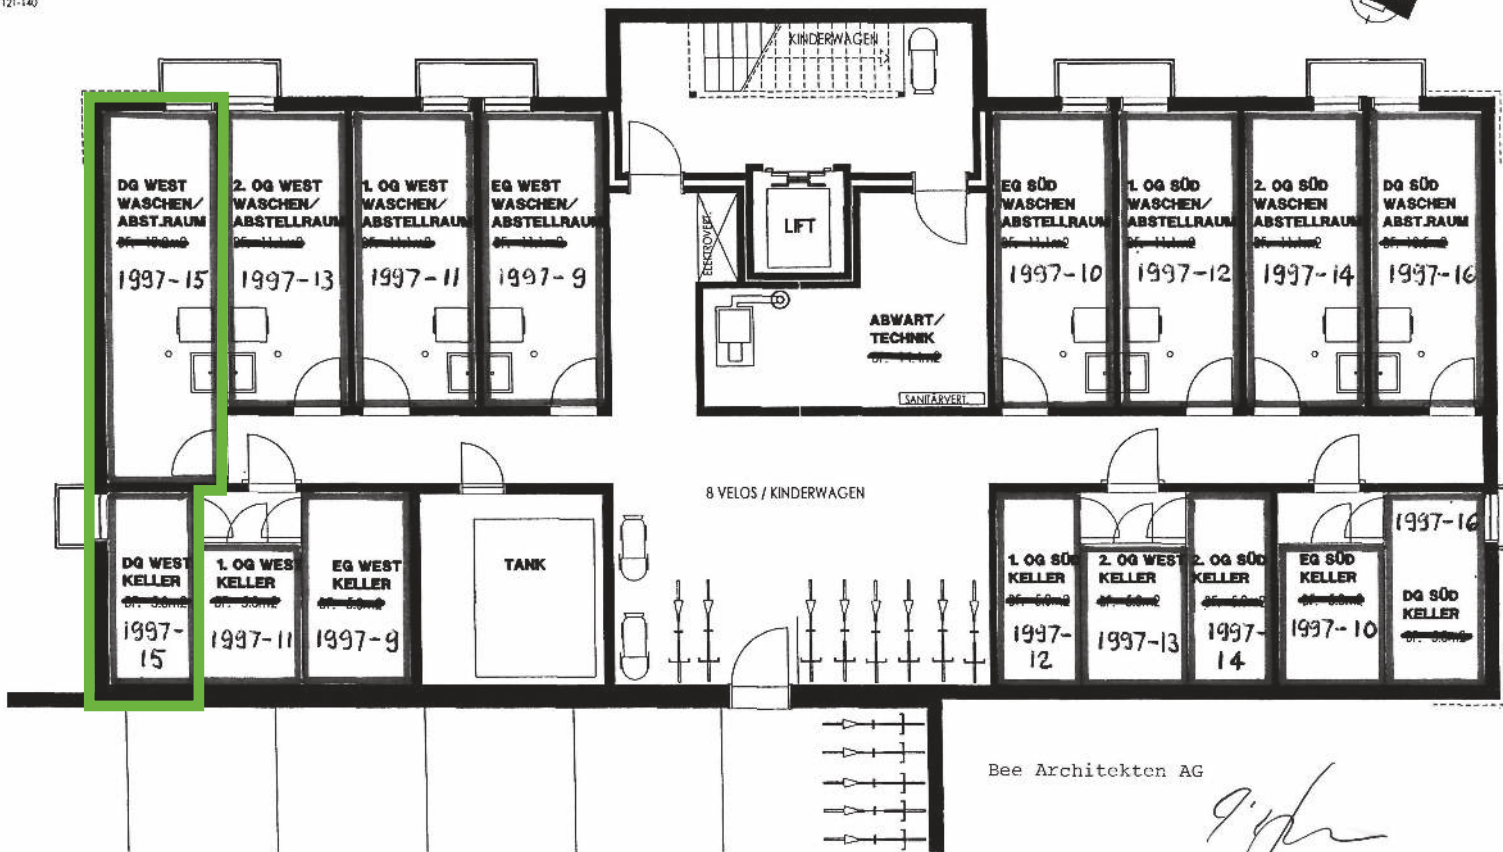 121-140
KINDERWAGEN
DG WEST
WASCHEN/
ABST.RAUM
1997-15
2. OG WEST
WASCHEN/
ABSTELLRAUM
1997-13
1. OG WEST
WASCHEN/
ABSTELLRAUM
1997-11
EG WEST
WASCHEN/
ABSTELLRAUM
1997-9
ELEKTROVERT.
LIFT
ABWART/
TECHNIK
SANITÄRVERT.
EG SÜD
WASCHEN
ABSTELLRAUM
1997-10
1. OG SÜD
WASCHEN/
ABSTELLRAUM
1997-12
2. OG SÜD
WASCHEN
ABSTELLRAUM
1997-14
DG SÜD
WASCHEN
ABST.RAUM
1997-16
8 VELOS / KINDERWAGEN
DG WEST
KELLER
1997-
15
1. OG WEST
KELLER
1997-11
EG WEST
KELLER
1997-9
TANK
1. OG SÜD
KELLER
1997-
12
2. OG WEST
KELLER
1997-13
2. OG SÜD
KELLER
1997-
14
EG SÜD
KELLER
1997-10
1997-16
DG SÜD
KELLER
Bee Architekten AG